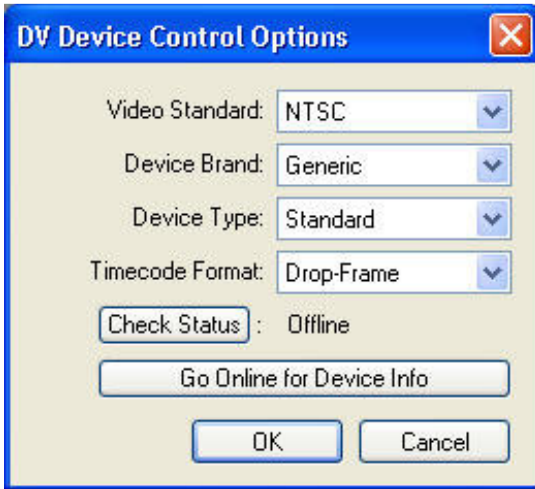 DV Device Control Options
Video Standard: NTSC
Device Brand: Generic
Device Type: Standard
Timecode Format: Drop-Frame
Check Status : Offline
Go Online for Device Info
OK Cancel